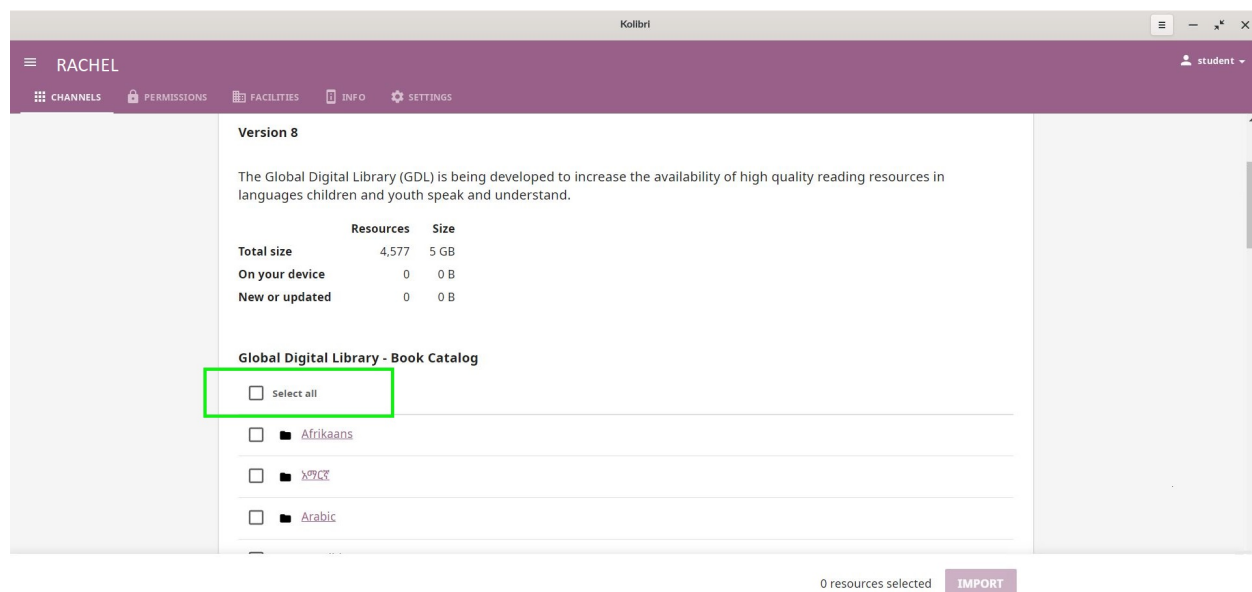 Kolibri
RACHEL
student
CHANNELS PERMISSIONS FACILITIES INFO SETTINGS
Version 8
The Global Digital Library (GDL) is being developed to increase the availability of high quality reading resources in
languages children and youth speak and understand.
Resources Size
Total size 4,577 5 GB
On your device 0 0 B
New or updated 0 0 B
Global Digital Library - Book Catalog
Select all
Afrikaans
አማርኛ
Arabic
0 resources selected IMPORT